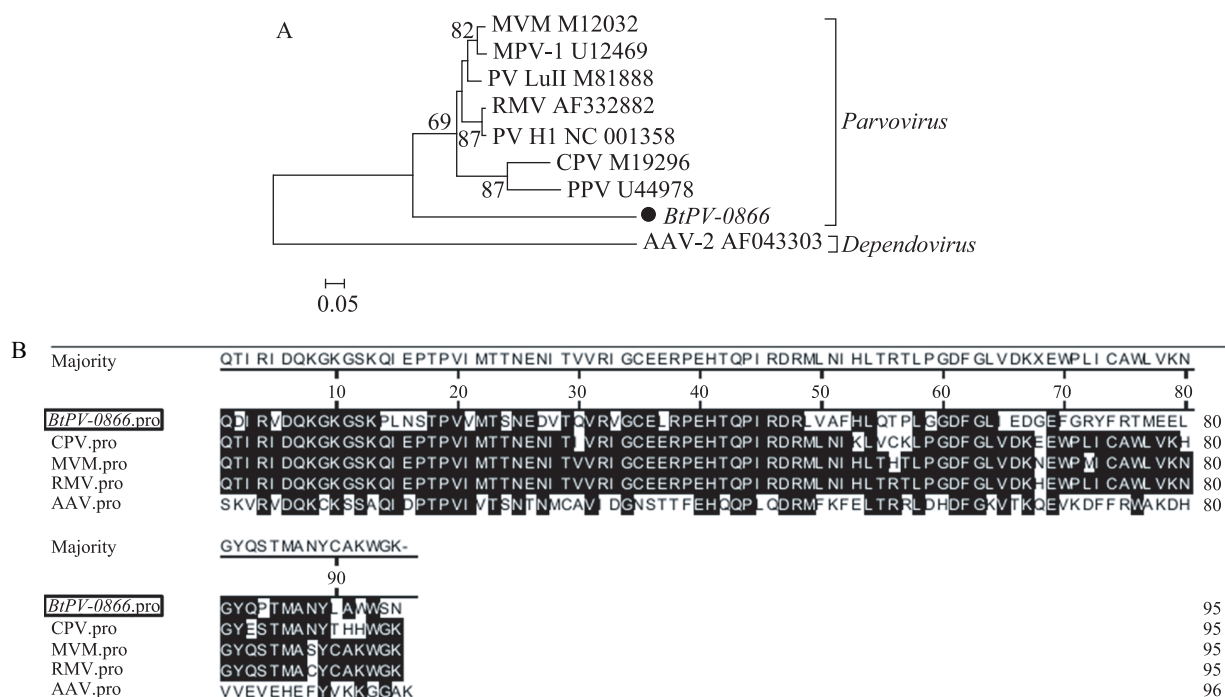 A
MVM M12032
82
MPV-1 U12469
PV LuII M81888
RMV AF332882
Parvovirus
69
87
PV H1 NC 001358
CPV M19296
87
PPV U44978
BtPV-0866
AAV-2 AF043303
Dependovirus
0.05
B
Majority QTIRIDQKGKGSKQIEPTPVIMTTNENITVVRIGCEERPEHTQPIRDRMLNIHLTRTLPGDFGLVDKXEWPLICAWLVKN
10 20 30 40 50 60 70 80
BtPV-0866.pro QDIRVDQKGKGSKPLNSTPVVMTSNEDVTQVRVGCELRPEHTQPIRDRLVAFHLQTPLGGDFGLIEDGEFGRYFRTMEEL 80
CPV.pro QTIRIDQKGKGSKQIEPTPVIMTTNENITIVRIGCEERPEHTQPIRDRMLNIKLVCKLPGDFGLVDKEEWPLICAWLVKH 80
MVM.pro QTIRIDQKGKGSKQIEPTPVIMTTNENITVVRIGCEERPEHTQPIRDRMLNIHLTHTLPGDFGLVDKNEWPMICAWLVKN 80
RMV.pro QTIRIDQKGKGSKQIEPTPVIMTTNENITVVRIGCEERPEHTQPIRDRMLNIHLTRTLPGDFGLVDKHEWPLICAWLVKN 80
AAV.pro SKVRVDQKCKSSAQIDPTPVIVTSNTNMCAVIDGNSTTFEHQQPLQDRMFKFELTRRLDHDFGKVTKQEVKDFFRWAKDH 80
Majority GYQSTMANYCAKWGK-
90
BtPV-0866.pro GYQPTMANYLAWWSN 95
CPV.pro GYESTMANYTHHWGK 95
MVM.pro GYQSTMASYCAKWGK 95
RMV.pro GYQSTMACYCAKWGK 95
AAV.pro VVEVEHEFYVKKGGAK 96